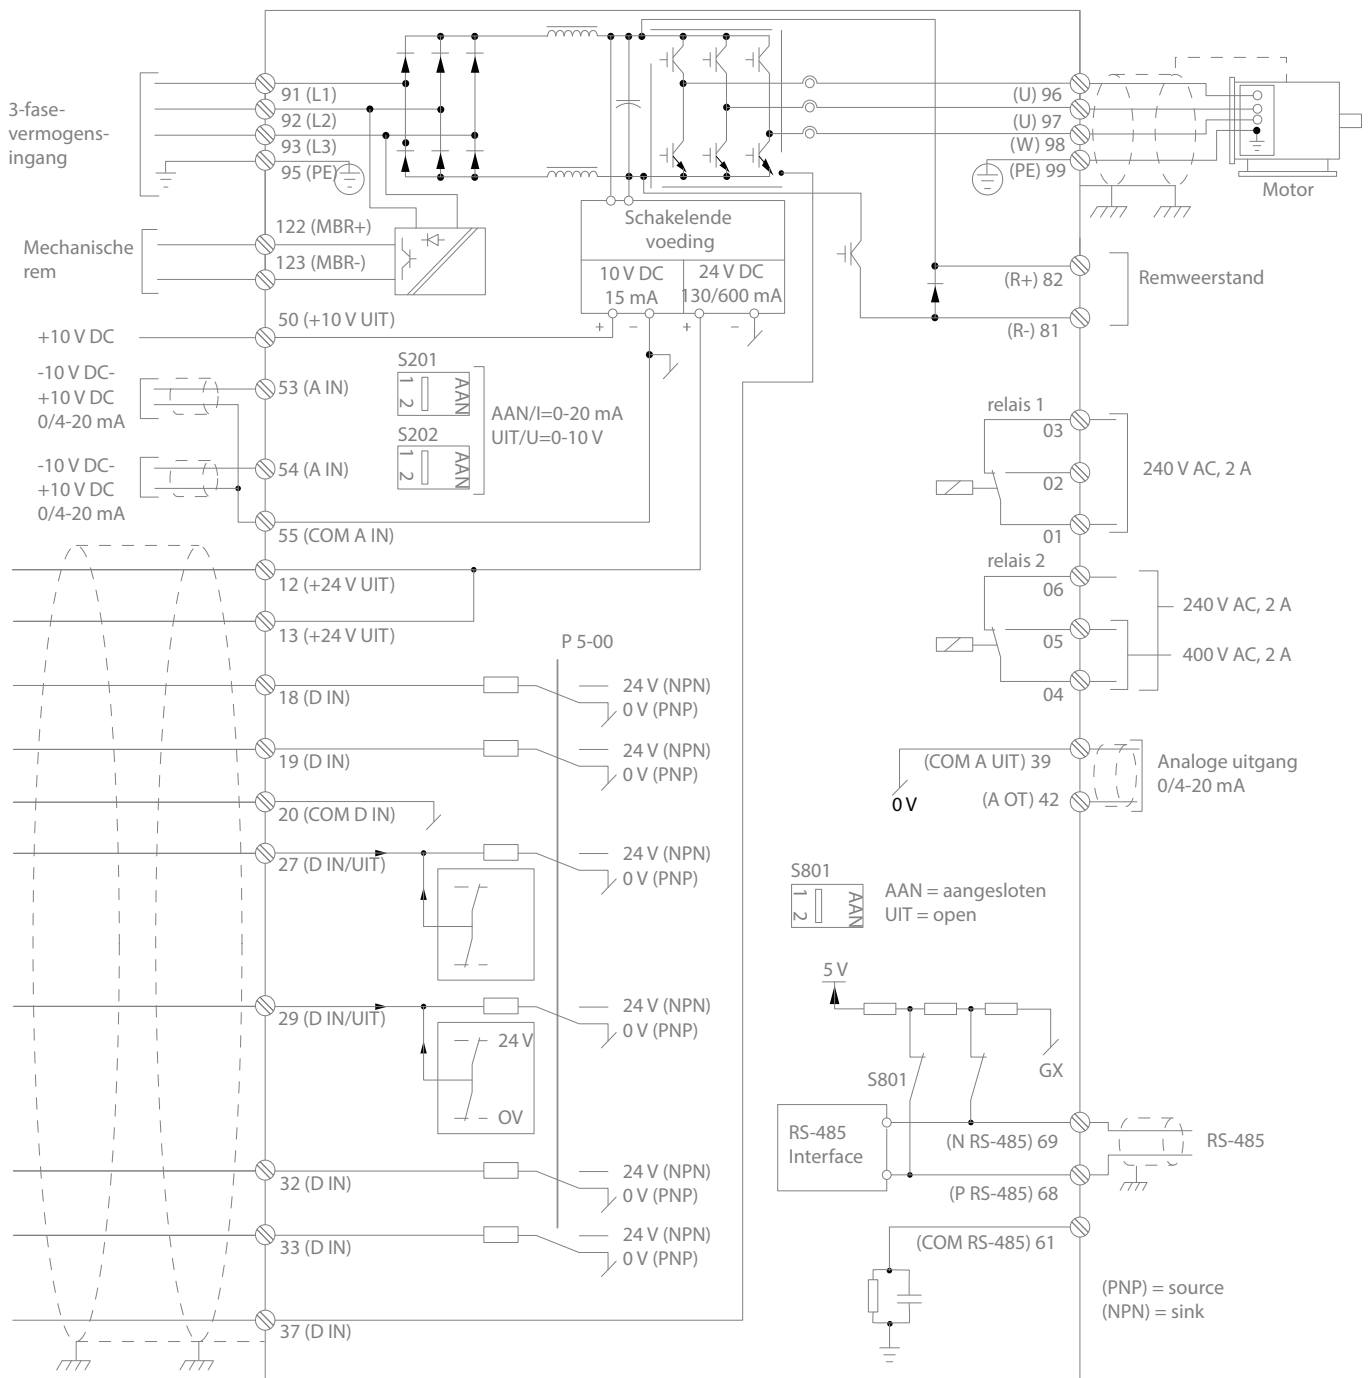 3-fase-
vermogens-
ingang
91 (L1)
92 (L2)
93 (L3)
95 (PE)
Mechanische
rem
122 (MBR+)
123 (MBR-)
50 (+10 V UIT)
+10 V DC
-10 V DC-
+10 V DC
0/4-20 mA
53 (A IN)
-10 V DC-
+10 V DC
0/4-20 mA
54 (A IN)
55 (COM A IN)
12 (+24 V UIT)
13 (+24 V UIT)
18 (D IN)
19 (D IN)
20 (COM D IN)
27 (D IN/UIT)
29 (D IN/UIT)
32 (D IN)
33 (D IN)
37 (D IN)
S201
1 2
AAN
S202
1 2
AAN
AAN/I=0-20 mA
UIT/U=0-10 V
Schakelende
voeding
10 V DC
15 mA
24 V DC
130/600 mA
+ - + -
P 5-00
24 V (NPN)
0 V (PNP)
24 V (NPN)
0 V (PNP)
24 V (NPN)
0 V (PNP)
24 V (NPN)
0 V (PNP)
24 V
OV
24 V (NPN)
0 V (PNP)
24 V (NPN)
0 V (PNP)
(U) 96
(U) 97
(W) 98
(PE) 99
Motor
(R+) 82
(R-) 81
Remweerstand
relais 1
03
02
01
240 V AC, 2 A
relais 2
06
05
04
240 V AC, 2 A
400 V AC, 2 A
(COM A UIT) 39
0 V
(A OT) 42
Analoge uitgang
0/4-20 mA
S801
1 2
AAN
AAN = aangesloten
UIT = open
5 V
GX
S801
RS-485
Interface
(N RS-485) 69
(P RS-485) 68
(COM RS-485) 61
RS-485
(PNP) = source
(NPN) = sink